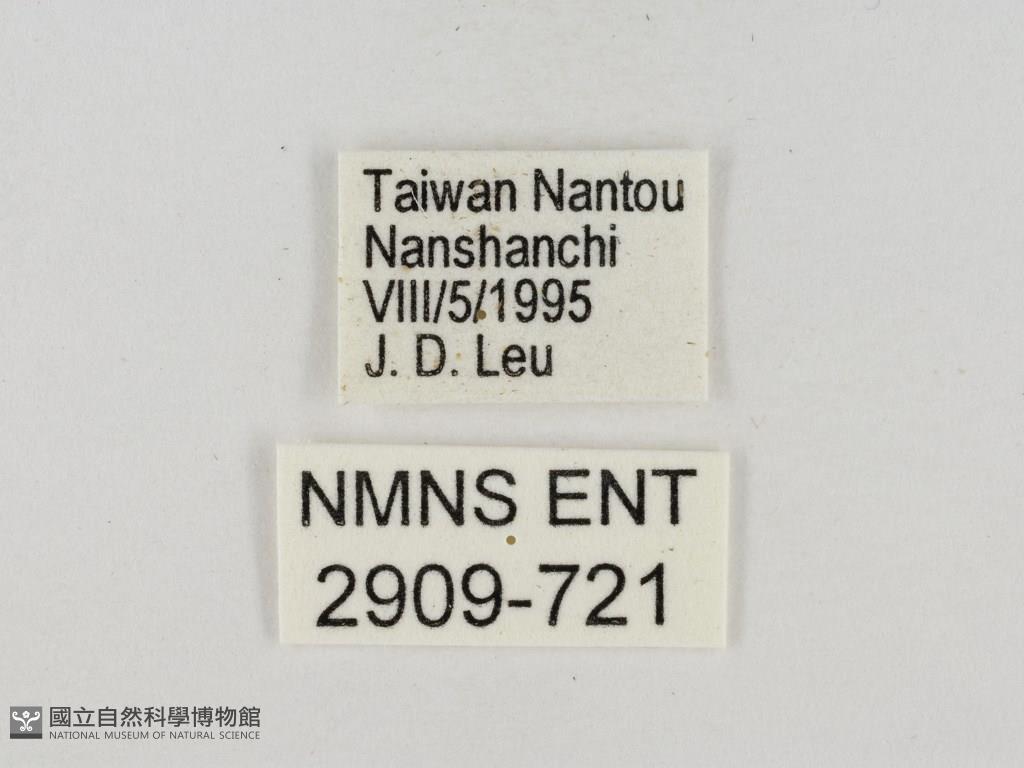 Taiwan Nantou
Nanshanchi
VIII/5/1995
J. D. Leu
NMNS ENT
2909-721
國立自然科學博物館
NATIONAL MUSEUM OF NATURAL SCIENCE